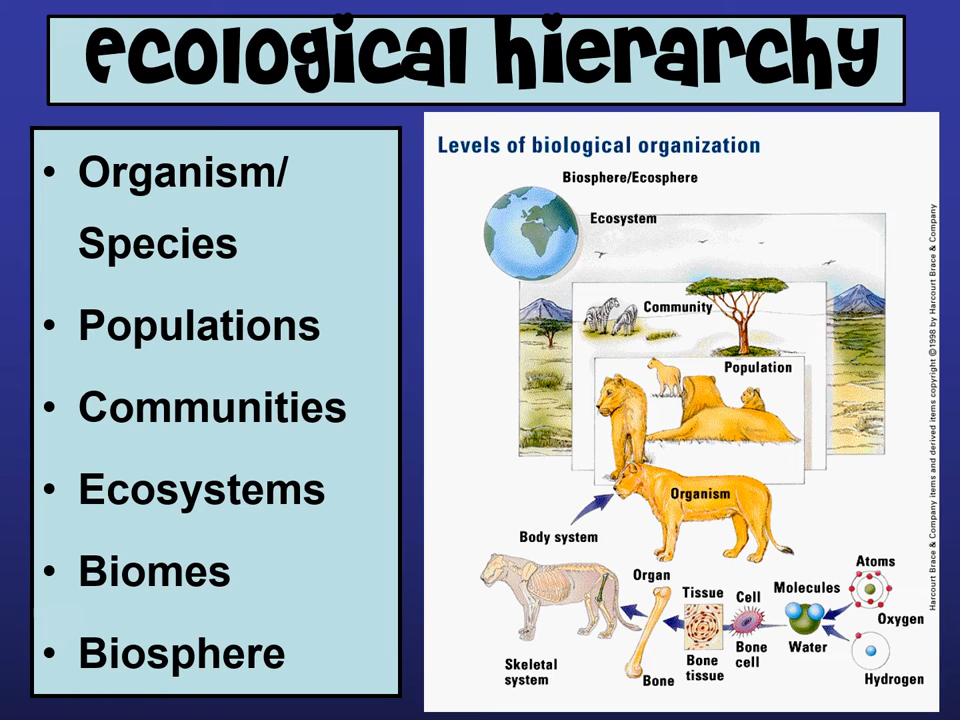 ecological hierarchy
• Organism/
Species
• Populations
• Communities
• Ecosystems
• Biomes
• Biosphere
Levels of biological organization
Biosphere/Ecosphere
Ecosystem
Community
Population
Organism
Body system
Skeletal
system
Organ
Bone
Tissue
Bone
tissue
Cell
Bone
cell
Molecules
Water
Atoms
Oxygen
Hydrogen
Harcourt Brace & Company items and derived items copyright ©1998 by Harcourt Brace & Company